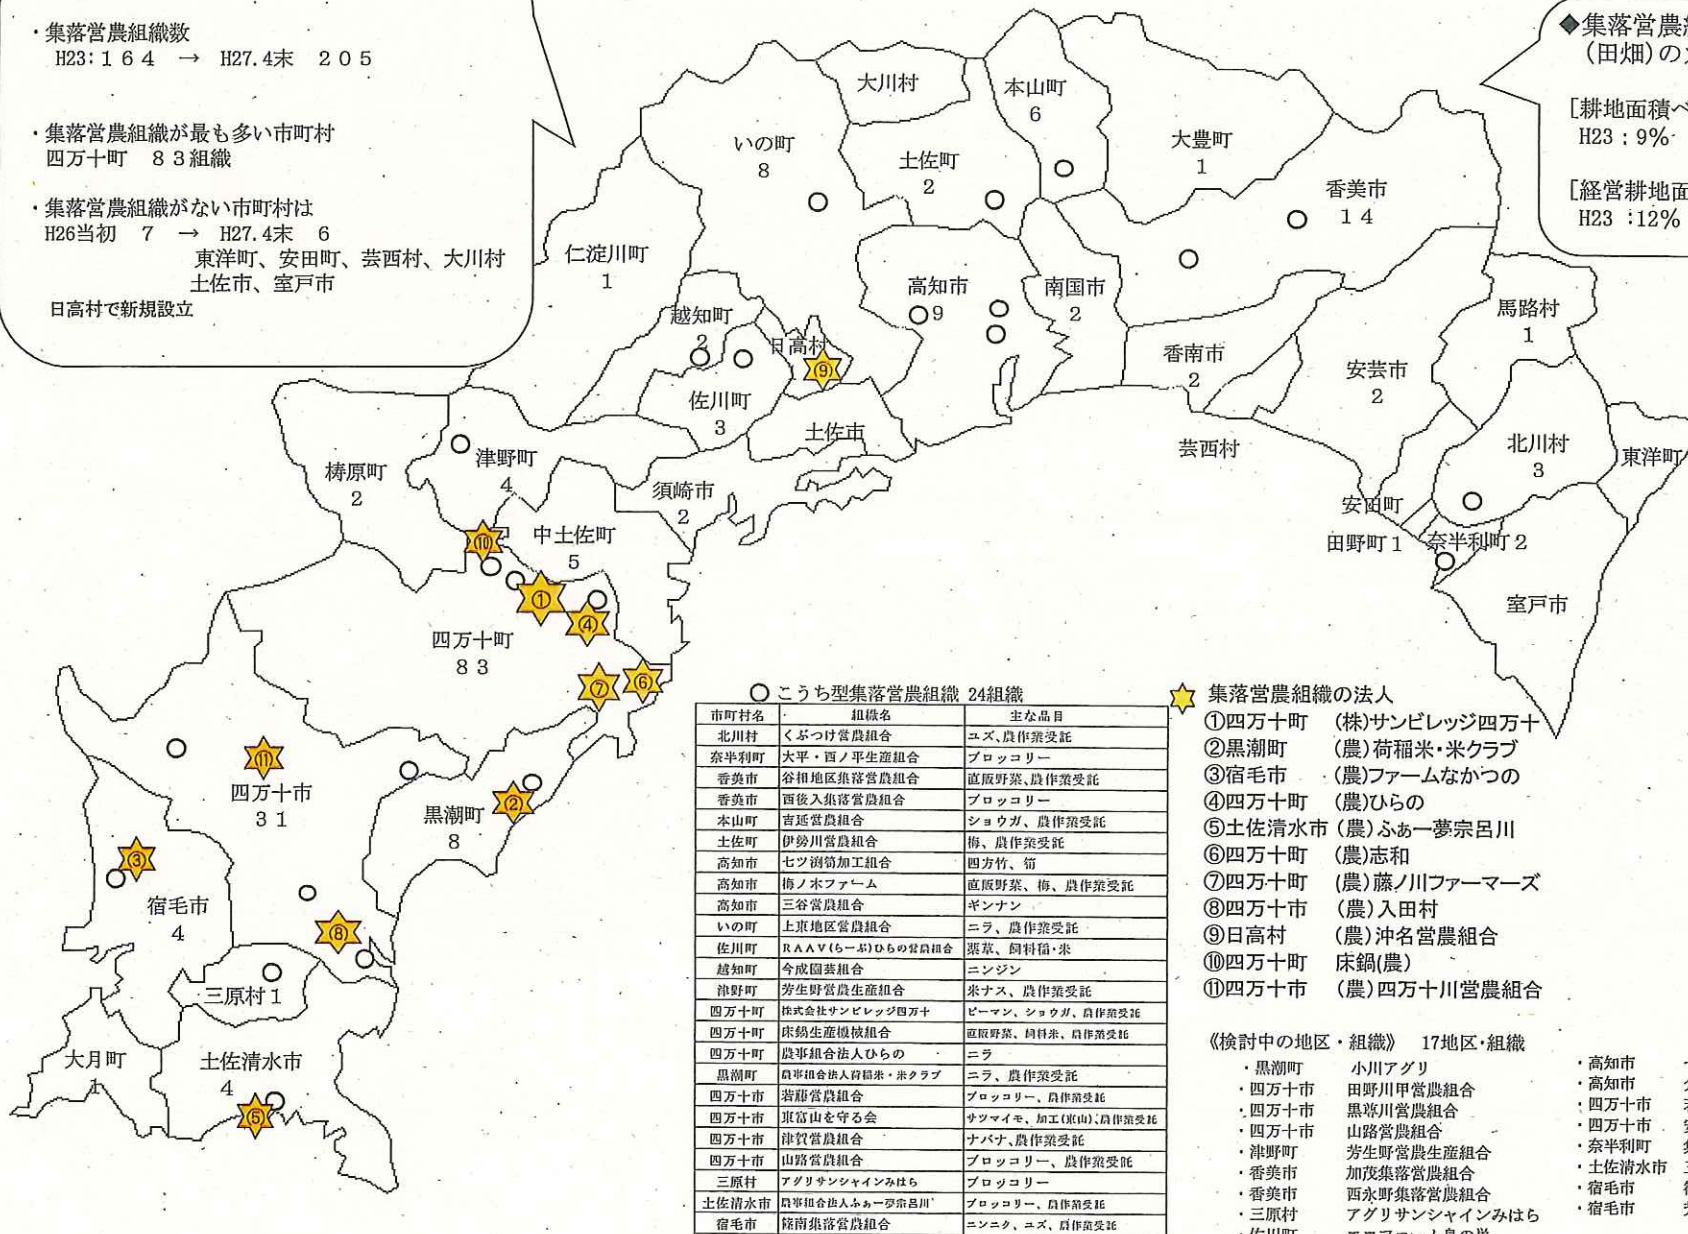 ・集落営農組織数
H23:１６４ → H27.4末 ２０５
・集落営農組織が最も多い市町村
四万十町 ８３組織
・集落営農組織がない市町村は
H26当初 ７ → H27.4末 ６
東洋町、安田町、芸西村、大川村
土佐市、室戸市
日高村で新規設立
◆集落営農
(田畑)の
[耕地面積ベ
H23：9%
[経営耕地面
H23：12%
大川村
本山町
6
いの町
8
土佐町
2
大豊町
1
香美市
１４
仁淀川町
1
高知市
9
南国市
2
馬路村
1
越知町
2
日高村
⑨
香南市
2
安芸市
2
佐川町
3
土佐市
芸西村
北川村
3
東洋町
津野町
4
梼原町
2
須崎市
2
安田町
田野町１
奈半利町２
中土佐町
5
⑩
①
④
室戸市
四万十町
８３
⑦
⑥
⑪
四万十市
３１
黒潮町
8
②
③
宿毛市
4
⑧
三原村１
大月町
1
土佐清水市
4
⑤
○こうち型集落営農組織 24組織
市町村名 組織名 主な品目
北川村 くぶつけ営農組合 ユズ、農作業受託
奈半利町 大平・西ノ平生産組合 ブロッコリー
香美市 谷相地区集落営農組合 直販野菜、農作業受託
香美市 西後入集落営農組合 ブロッコリー
本山町 吉延営農組合 ショウガ、農作業受託
土佐町 伊勢川営農組合 梅、農作業受託
高知市 七ツ渕筍加工組合 四方竹、筍
高知市 梅ノ木ファーム 直販野菜、梅、農作業受託
高知市 三谷営農組合 ギンナン
いの町 上東地区営農組合 ニラ、農作業受託
佐川町 ＲＡＡＶ(らーぶ)ひらの営農組合 薬草、飼料稲・米
越知町 今成園芸組合 ニンジン
津野町 芳生野営農生産組合 米ナス、農作業受託
四万十町 株式会社サンビレッジ四万十 ピーマン、ショウガ、農作業受託
四万十町 床鍋生産機械組合 直販野菜、飼料米、農作業受託
四万十町 農事組合法人ひらの ニラ
黒潮町 農事組合法人荷稲米・米クラブ ニラ、農作業受託
四万十市 若藤営農組合 ブロッコリー、農作業受託
四万十市 東富山を守る会 サツマイモ、加工(東山)、農作業受託
四万十市 津賀営農組合 ナバナ、農作業受託
四万十市 山路営農組合 ブロッコリー、農作業受託
三原村 アグリサンシャインみはら ブロッコリー
土佐清水市 農事組合法人ふぁー夢宗呂川 ブロッコリー、農作業受託
宿毛市 篠南集落営農組合 ニンニク、ユズ、農作業受託
集落営農組織の法人
①四万十町 (株)サンビレッジ四万十
②黒潮町 (農)荷稲米・米クラブ
③宿毛市 (農)ファームなかつの
④四万十町 (農)ひらの
⑤土佐清水市 (農)ふぁー夢宗呂川
⑥四万十町 (農)志和
⑦四万十町 (農)藤ノ川ファーマーズ
⑧四万十市 (農)入田村
⑨日高村 (農)沖名営農組合
⑩四万十町 床鍋(農)
⑪四万十市 (農)四万十川営農組合
《検討中の地区・組織》 17地区・組織
・黒潮町 小川アグリ
・四万十市 田野川甲営農組合
・四万十市 黒尊川営農組合
・四万十市 山路営農組合
・津野町 芳生野営農生産組合
・香美市 加茂集落営農組合
・香美市 西永野集落営農組合
・三原村 アグリサンシャインみはら
・高知市
・高知市
・四万十市
・四万十市
・奈半利町
・土佐清水市
・宿毛市
・宿毛市